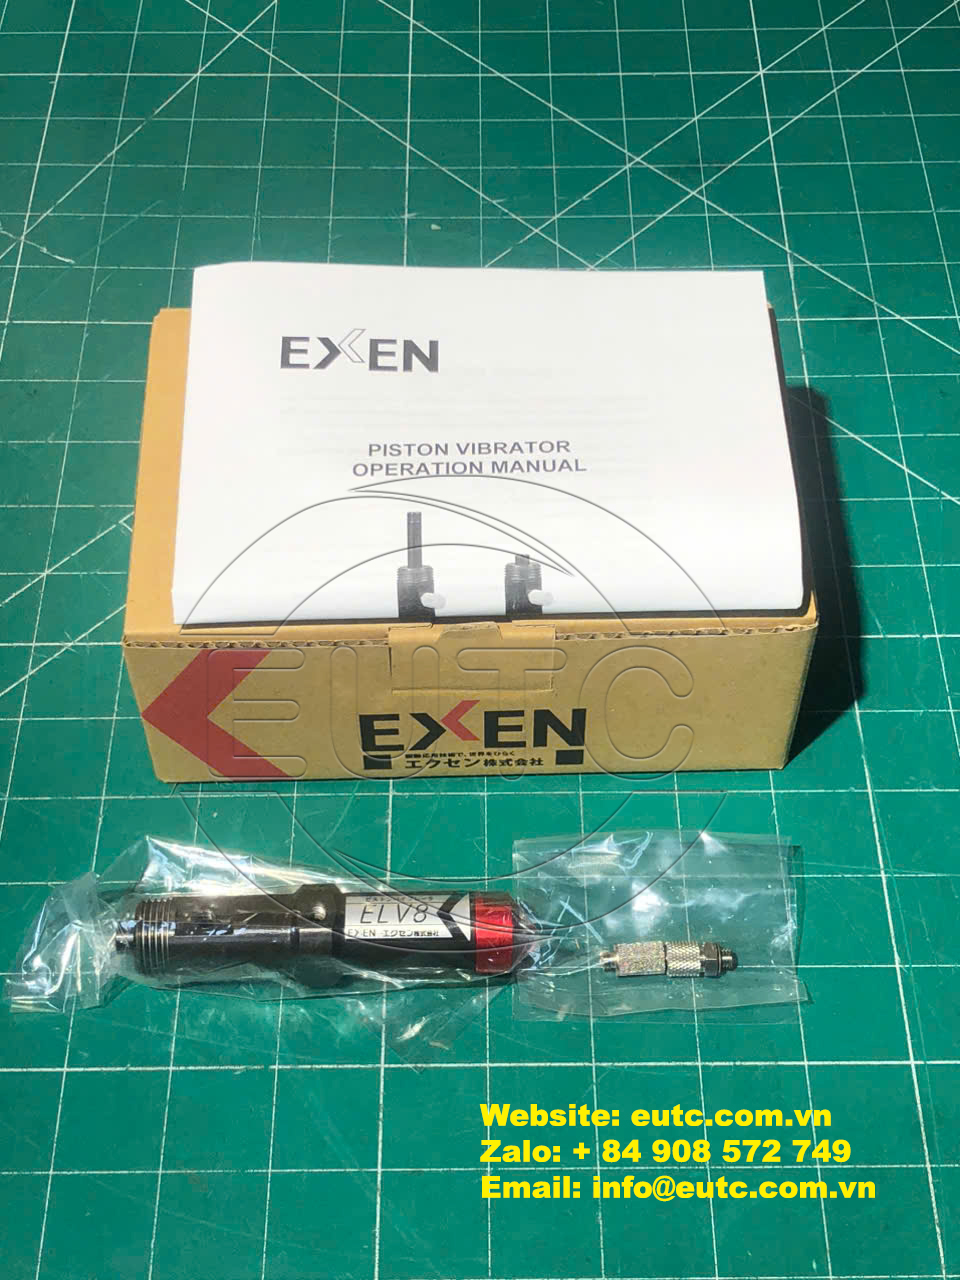 EXEN
PISTON VIBRATOR
OPERATION MANUAL
EUTC
EXEN
エクセン株式会社
ELV8
EXEN エクセン株式会社
Website: eutc.com.vn
Zalo: + 84 908 572 749
Email: info@eutc.com.vn